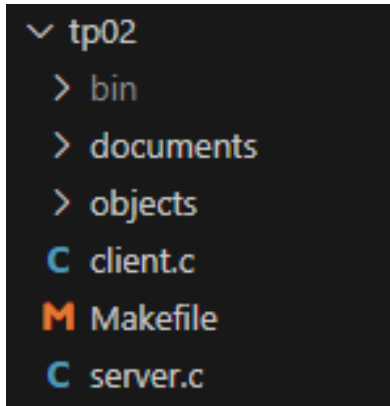 tp02
bin
documents
objects
C client.c
M Makefile
C server.c